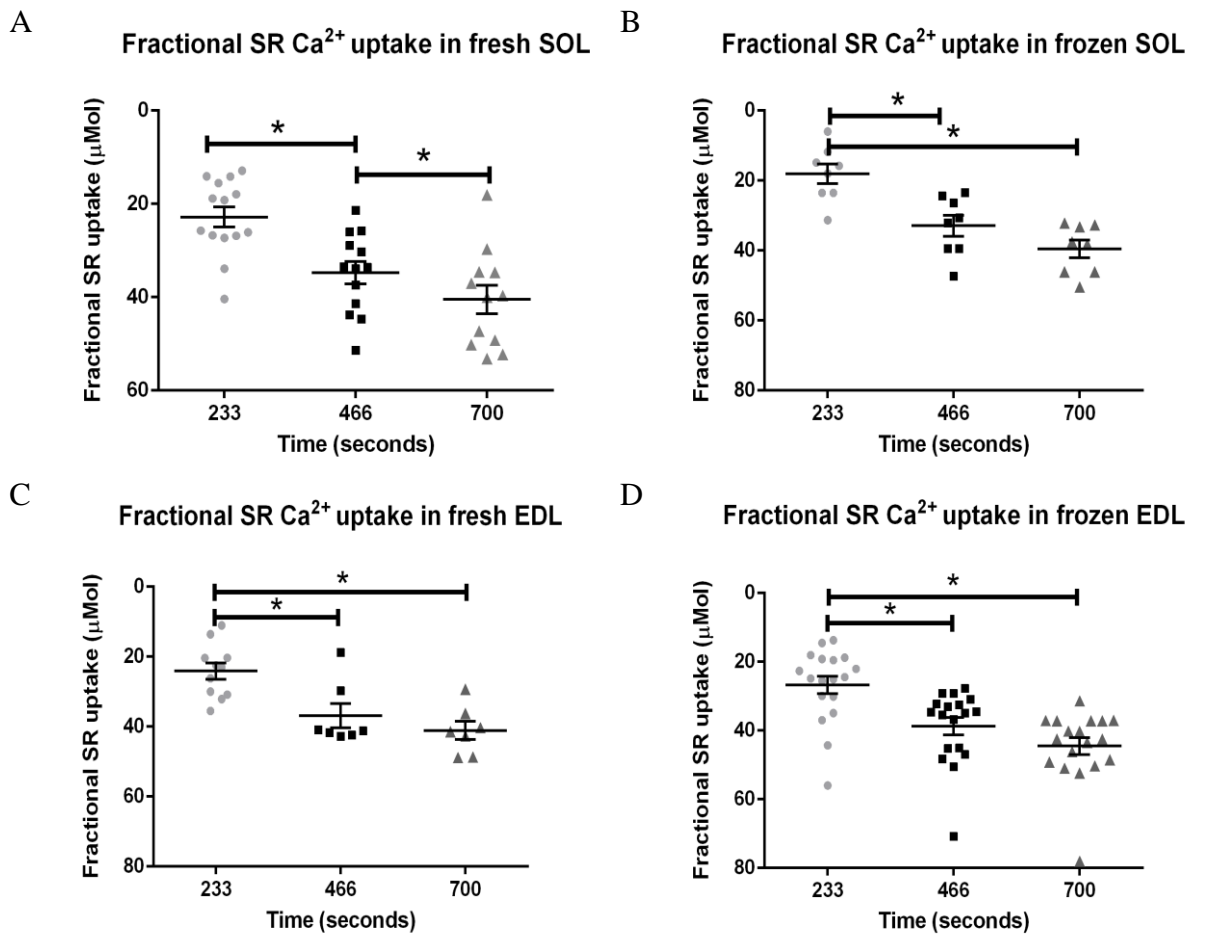 A
Fractional SR Ca2+ uptake in fresh SOL
Fractional SR uptake (μMol)
0
20
40
60
*
*
233 466 700
Time (seconds)
B
Fractional SR Ca2+ uptake in frozen SOL
Fractional SR uptake (μMol)
0
20
40
60
80
*
*
233 466 700
Time (seconds)
C
Fractional SR Ca2+ uptake in fresh EDL
Fractional SR uptake (μMol)
0
20
40
60
80
*
*
233 466 700
Time (seconds)
D
Fractional SR Ca2+ uptake in frozen EDL
Fractional SR uptake (μMol)
0
20
40
60
80
*
*
233 466 700
Time (seconds)